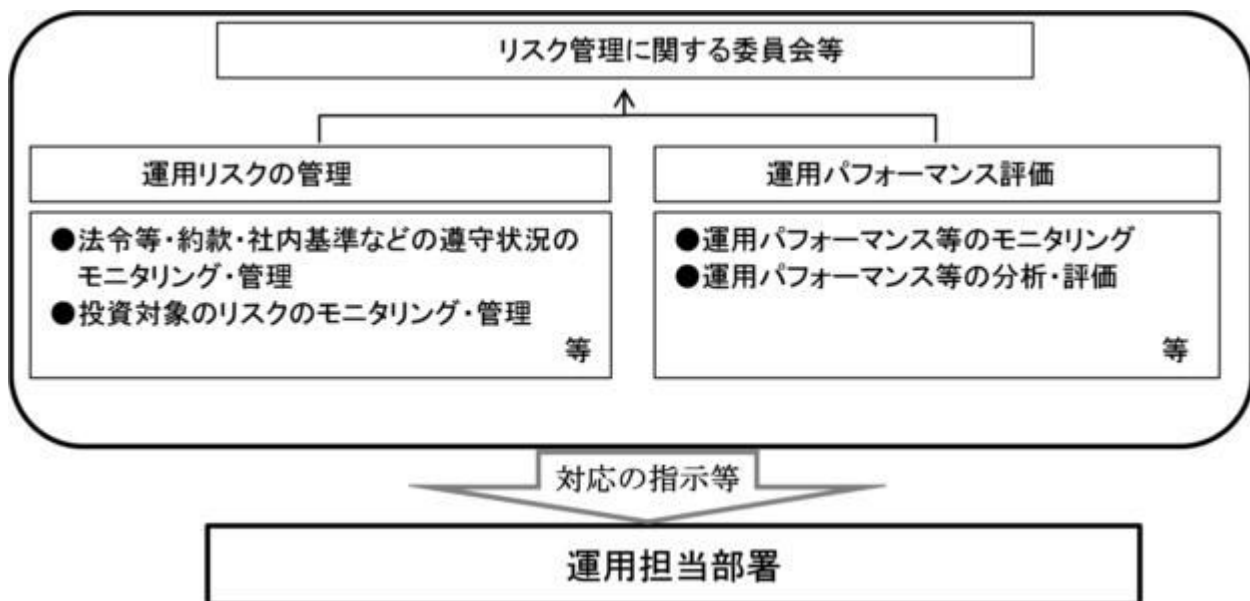 リスク管理に関する委員会等
運用リスクの管理
●法令等・約款・社内基準などの遵守状況の
モニタリング・管理
●投資対象のリスクのモニタリング・管理
等
運用パフォーマンス評価
●運用パフォーマンス等のモニタリング
●運用パフォーマンス等の分析・評価
等
対応の指示等
運用担当部署